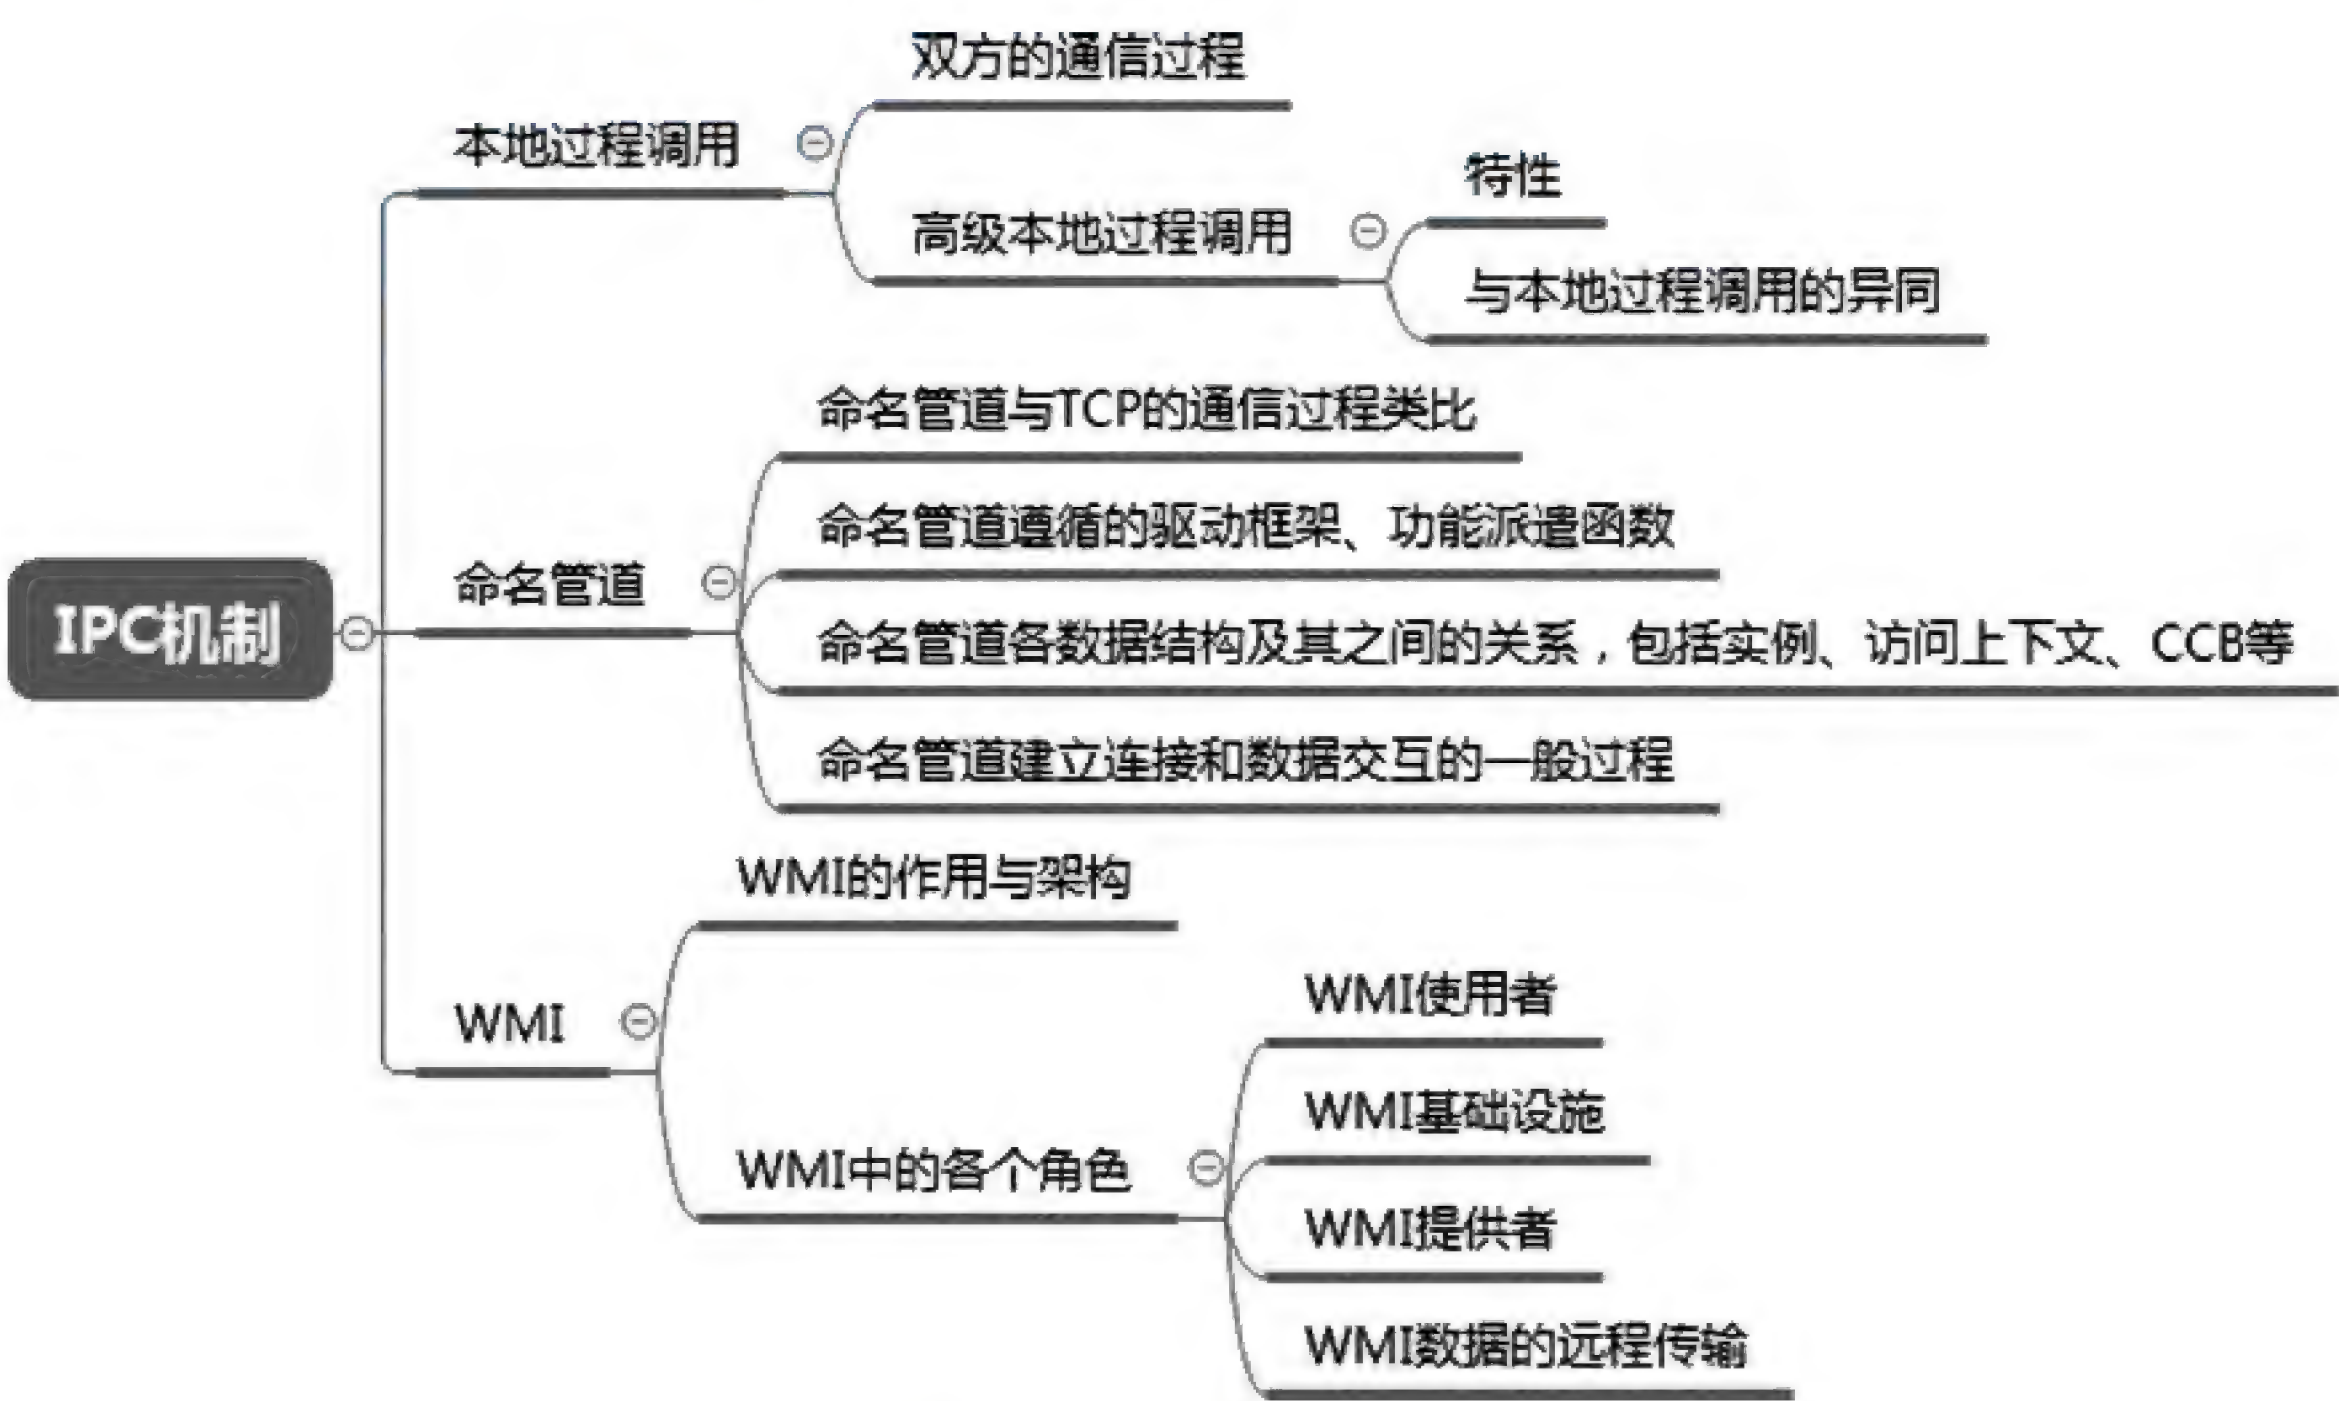 双方的通信过程
本地过程调用
特性
高级本地过程调用
与本地过程调用的异同
命名管道与TCP的通信过程类比
命名管道遵循的驱动框架、功能派遣函数
命名管道
IPC机制
命名管道各数据结构及其之间的关系，包括实例、访问上下文、CCB等
命名管道建立连接和数据交互的一般过程
WMI的作用与架构
WMI使用者
WMI
WMI基础设施
WMI中的各个角色
WMI提供者
WMI数据的远程传输